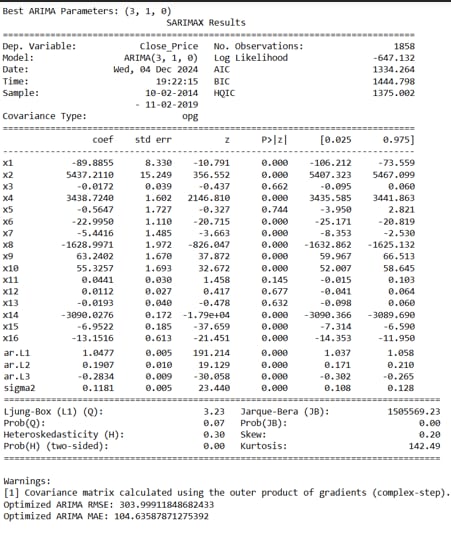 Best ARIMA Parameters: (3, 1, 0)
SARIMAX Results
Dep. Variable: Close_Price No. Observations: 1858
Model: ARIMA(3, 1, 0) Log Likelihood -647.132
Date: Wed, 04 Dec 2024 AIC 1334.264
Time: 19:22:15 BIC 1444.798
Sample: 10-02-2014 HQIC 1375.002
- 11-02-2019
Covariance Type: opg
coef std err z P>|z| [0.025 0.975]
x1 -89.8855 8.330 -10.791 0.000 -106.212 -73.559
x2 5437.2110 15.249 356.552 0.000 5407.323 5467.099
x3 -0.0172 0.039 -0.437 0.662 -0.095 0.060
x4 3438.7240 1.602 2146.810 0.000 3435.585 3441.863
x5 -0.5647 1.727 -0.327 0.744 -3.950 2.821
x6 -22.9950 1.110 -20.715 0.000 -25.171 -20.819
x7 -5.4416 1.485 -3.663 0.000 -8.353 -2.530
x8 -1628.9971 1.972 -826.047 0.000 -1632.862 -1625.132
x9 63.2402 1.670 37.872 0.000 59.967 66.513
x10 55.3257 1.693 32.672 0.000 52.007 58.645
x11 0.0441 0.030 1.458 0.145 -0.015 0.103
x12 0.0112 0.027 0.417 0.677 -0.041 0.064
x13 -0.0193 0.040 -0.478 0.632 -0.098 0.060
x14 -3090.0276 0.172 -1.79e+04 0.000 -3090.366 -3089.690
x15 -6.9522 0.185 -37.659 0.000 -7.314 -6.590
x16 -13.1516 0.613 -21.451 0.000 -14.353 -11.950
ar.L1 1.0477 0.005 191.214 0.000 1.037 1.058
ar.L2 0.1907 0.010 19.129 0.000 0.171 0.210
ar.L3 -0.2834 0.009 -30.058 0.000 -0.302 -0.265
sigma2 0.1181 0.005 23.440 0.000 0.108 0.128
Ljung-Box (L1) (Q): 3.23 Jarque-Bera (JB): 1505569.23
Prob(Q): 0.07 Prob(JB): 0.00
Heteroskedasticity (H): 0.30 Skew: 0.20
Prob(H) (two-sided): 0.00 Kurtosis: 142.49
Warnings:
[1] Covariance matrix calculated using the outer product of gradients (complex-step).
Optimized ARIMA RMSE: 303.99911848682433
Optimized ARIMA MAE: 104.63587871275392